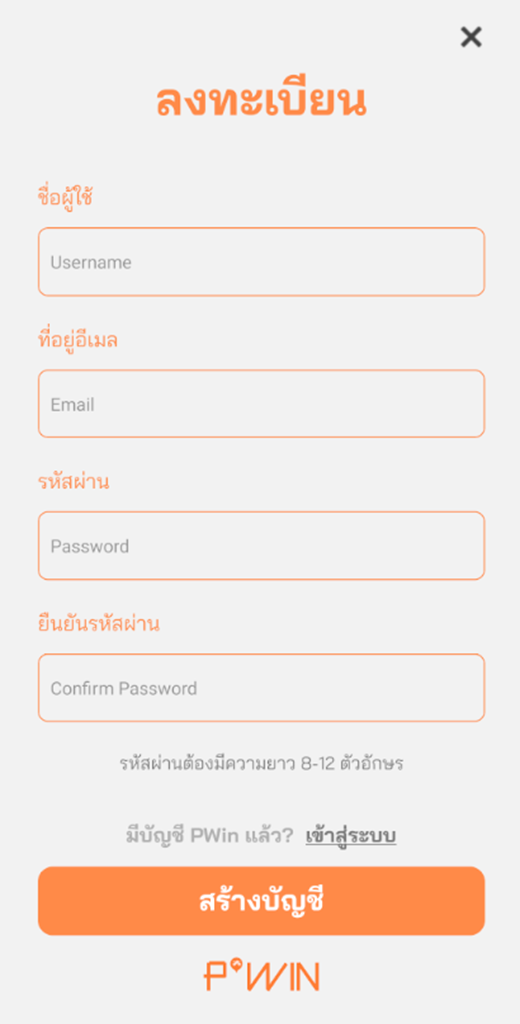 ลงทะเบียน
ชื่อผู้ใช้
Username
ที่อยู่อีเมล
Email
รหัสผ่าน
Password
ยืนยันรหัสผ่าน
Confirm Password
รหัสผ่านต้องมีความยาว 8-12 ตัวอักษร
มีบัญชี PWin แล้ว? เข้าสู่ระบบ
สร้างบัญชี
PWIN